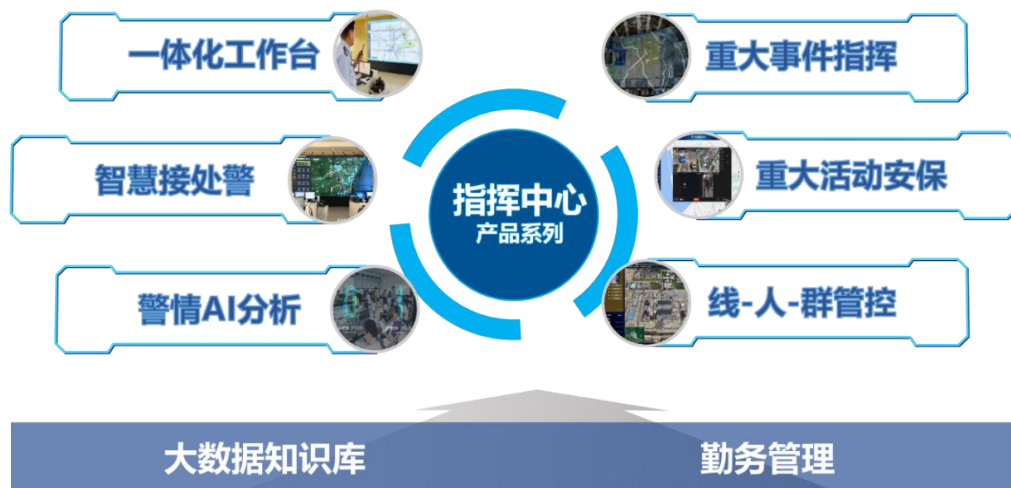 一体化工作台
重大事件指挥
智慧接处警
重大活动安保
指挥中心
产品系列
警情AI分析
线-人-群管控
大数据知识库
勤务管理